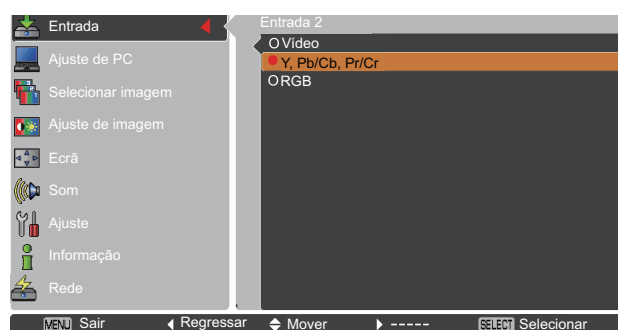 Entrada
Ajuste de PC
Selecionar imagem
Ajuste de imagem
Ecrã
Som
Ajuste
Informação
Rede
Entrada 2
Vídeo
Y, Pb/Cb, Pr/Cr
RGB
MENU Sair Regressar Mover ----- SELECT Selecionar